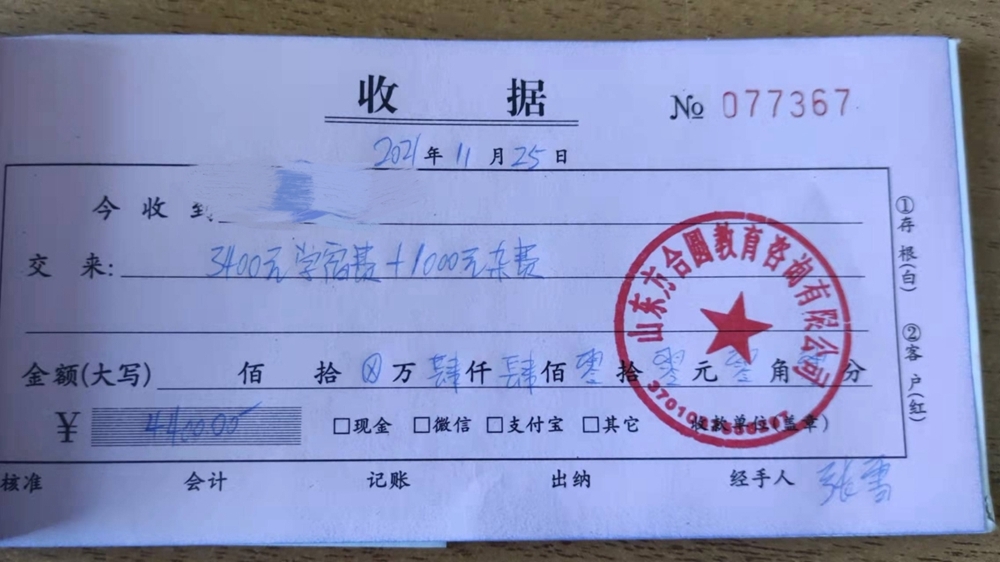 收 据
№ 077367
2021年11月25日
今收到
交 来: 3400元学宿费+1000元杂费
金额(大写) 佰 拾 ⊗万肆仟肆佰零拾零元零角零分
¥ 4400.00 □现金 □微信 □支付宝 □其它 收款单位(盖章)
核准 会计 记账 出纳 经手人 张雪
①存根(白) ②客户(红)
山东方合圆教育咨询有限公司